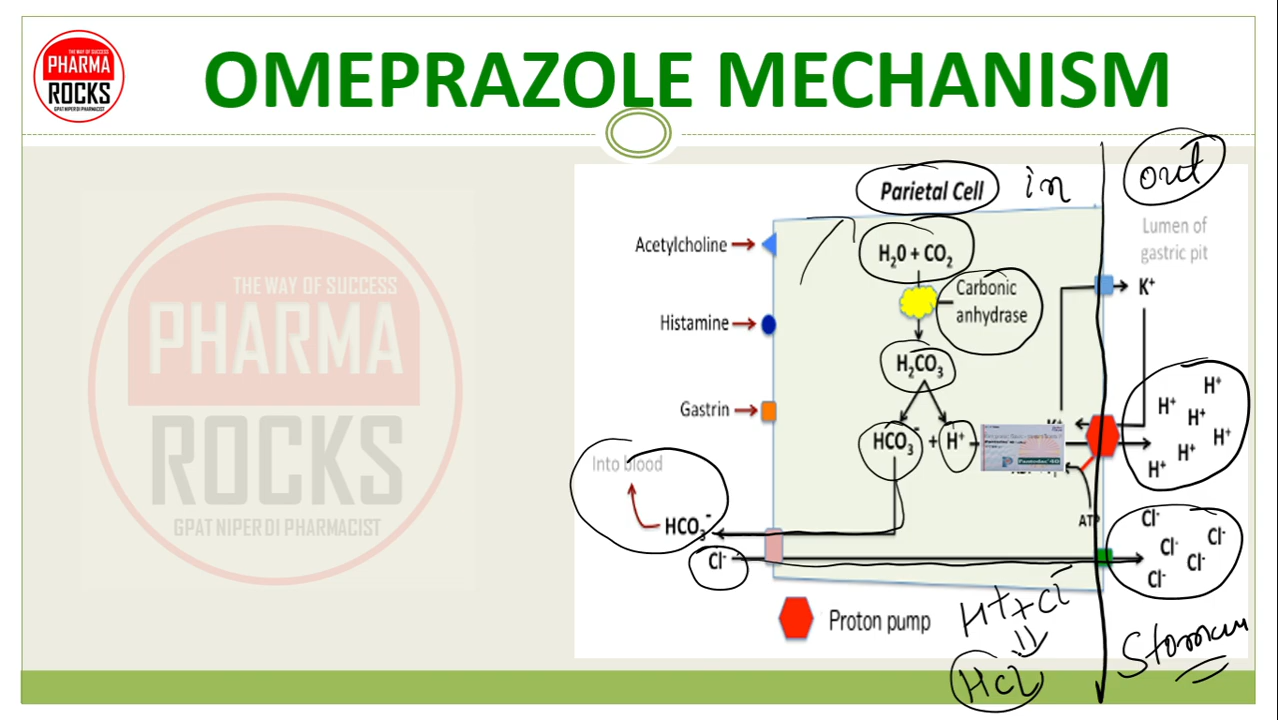 THE WAY OF SUCCESS
PHARMA
ROCKS
GPAT NIPER DI PHARMACIST
OMEPRAZOLE MECHANISM
THE WAY OF SUCCESS
PHARMA
ROCKS
GPAT NIPER DI PHARMACIST
Parietal Cell
in
out
Lumen of
gastric pit
Acetylcholine
H₂0 + CO₂
Carbonic
anhydrase
K⁺
Histamine
H₂CO₃
Gastrin
H⁺
H⁺
H⁺
H⁺
H⁺
H⁺
HCO₃⁻ + H⁺
Into blood
HCO₃⁻
ATP
Cl⁻
Cl⁻
Cl⁻
Cl⁻
Cl⁻
Cl⁻
Proton pump
H⁺ + Cl⁻
HCl